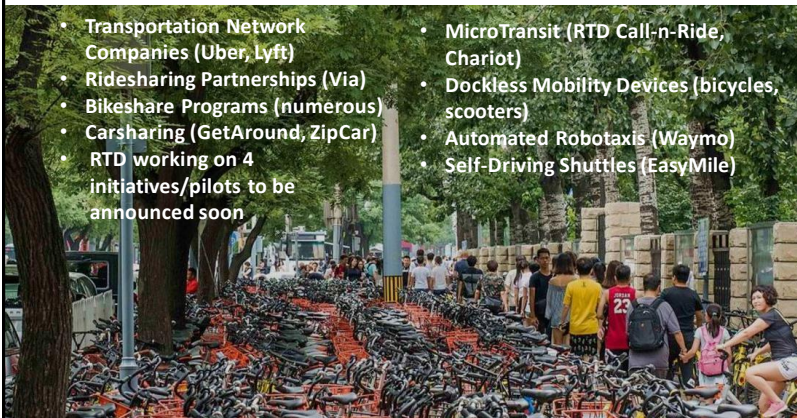 • Transportation Network
Companies (Uber, Lyft)
• Ridesharing Partnerships (Via)
• Bikeshare Programs (numerous)
• Carsharing (GetAround, ZipCar)
• RTD working on 4
initiatives/pilots to be
announced soon
• MicroTransit (RTD Call-n-Ride,
Chariot)
• Dockless Mobility Devices (bicycles,
scooters)
• Automated Robotaxis (Waymo)
• Self-Driving Shuttles (EasyMile)
JORDAN
23